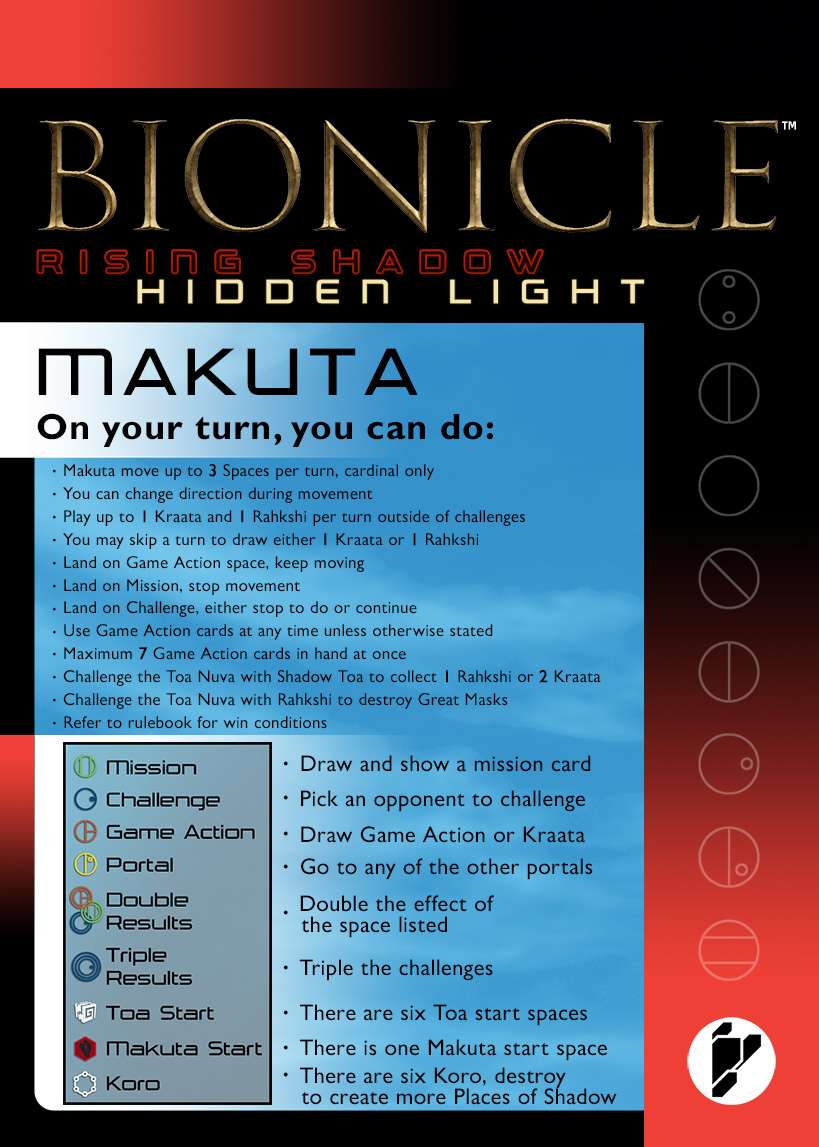 BIONICLE™
RISING SHADOW
HIDDEN LIGHT
MAKUTA
On your turn, you can do:
· Makuta move up to 3 Spaces per turn, cardinal only
· You can change direction during movement
· Play up to 1 Kraata and 1 Rahkshi per turn outside of challenges
· You may skip a turn to draw either 1 Kraata or 1 Rahkshi
· Land on Game Action space, keep moving
· Land on Mission, stop movement
· Land on Challenge, either stop to do or continue
· Use Game Action cards at any time unless otherwise stated
· Maximum 7 Game Action cards in hand at once
· Challenge the Toa Nuva with Shadow Toa to collect 1 Rahkshi or 2 Kraata
· Challenge the Toa Nuva with Rahkshi to destroy Great Masks
· Refer to rulebook for win conditions
Mission · Draw and show a mission card
Challenge · Pick an opponent to challenge
Game Action · Draw Game Action or Kraata
Portal · Go to any of the other portals
Double · Double the effect of
Results the space listed
Triple
Results · Triple the challenges
Toa Start · There are six Toa start spaces
Makuta Start · There is one Makuta start space
Koro · There are six Koro, destroy
to create more Places of Shadow